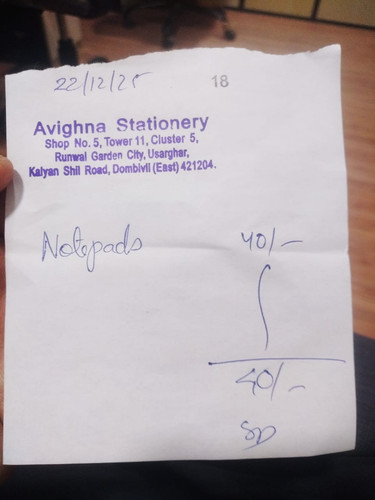 22/12/25 18
Avighna Stationery
Shop No. 5, Tower 11, Cluster 5,
Runwal Garden City, Usarghar,
Kalyan Shil Road, Dombivli (East) 421204.
Notepads 40/-
40/-